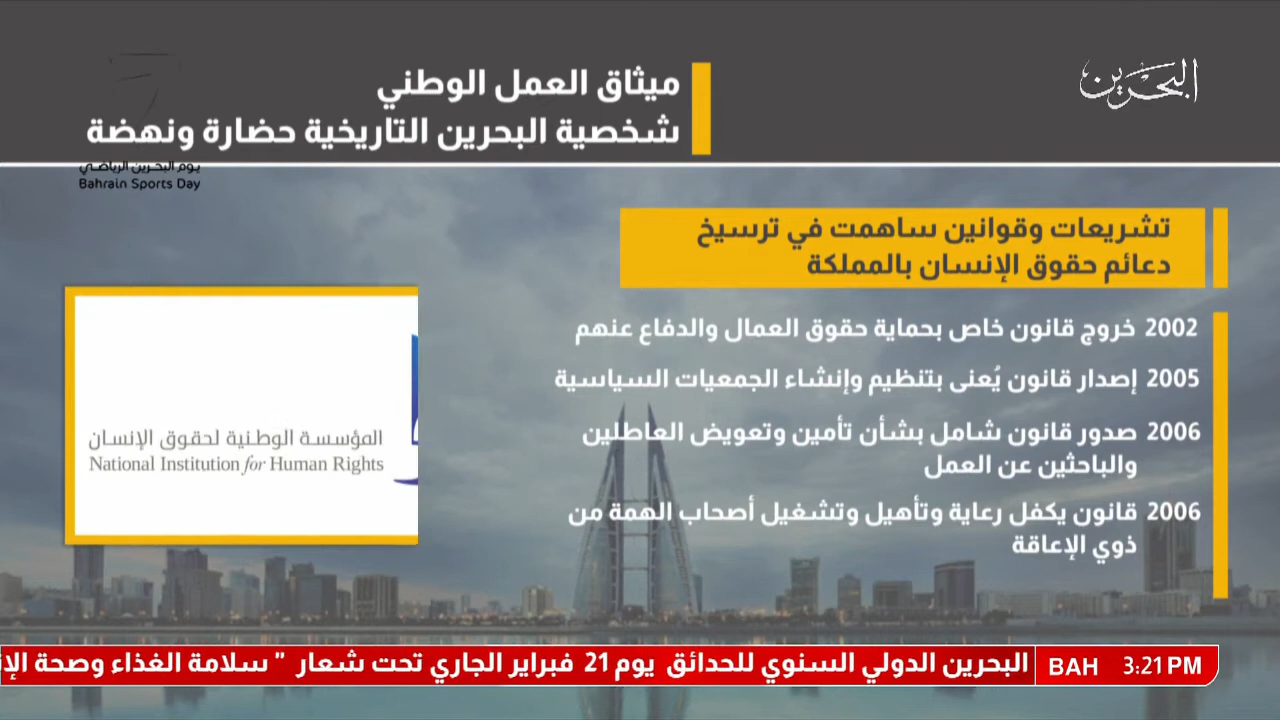 البحرين
ميثاق العمل الوطني
شخصية البحرين التاريخية حضارة ونهضة
يوم البحرين الرياضي
Bahrain Sports Day
تشريعات وقوانين ساهمت في ترسيخ
دعائم حقوق الإنسان بالمملكة
2002 خروج قانون خاص بحماية حقوق العمال والدفاع عنهم
2005 إصدار قانون يُعنى بتنظيم وإنشاء الجمعيات السياسية
2006 صدور قانون شامل بشأن تأمين وتعويض العاطلين
والباحثين عن العمل
2006 قانون يكفل رعاية وتأهيل وتشغيل أصحاب الهمة من
ذوي الإعاقة
المؤسسة الوطنية لحقوق الإنسان
National Institution for Human Rights
BAH 3:21 PM
البحرين الدولي السنوي للحدائق يوم 21 فبراير الجاري تحت شعار " سلامة الغذاء وصحة